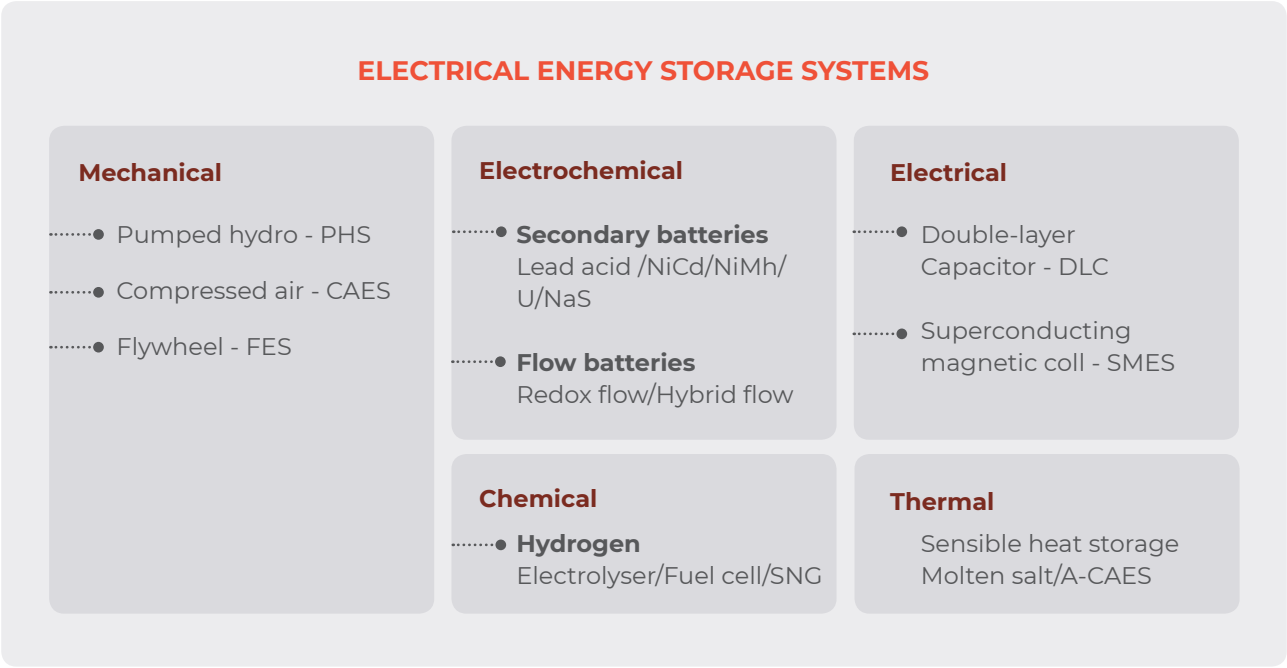 ELECTRICAL ENERGY STORAGE SYSTEMS
Mechanical
Pumped hydro - PHS
Compressed air - CAES
Flywheel - FES
Electrochemical
Secondary batteries
Lead acid /NiCd/NiMh/
U/NaS
Flow batteries
Redox flow/Hybrid flow
Electrical
Double-layer
Capacitor - DLC
Superconducting
magnetic coll - SMES
Chemical
Hydrogen
Electrolyser/Fuel cell/SNG
Thermal
Sensible heat storage
Molten salt/A-CAES